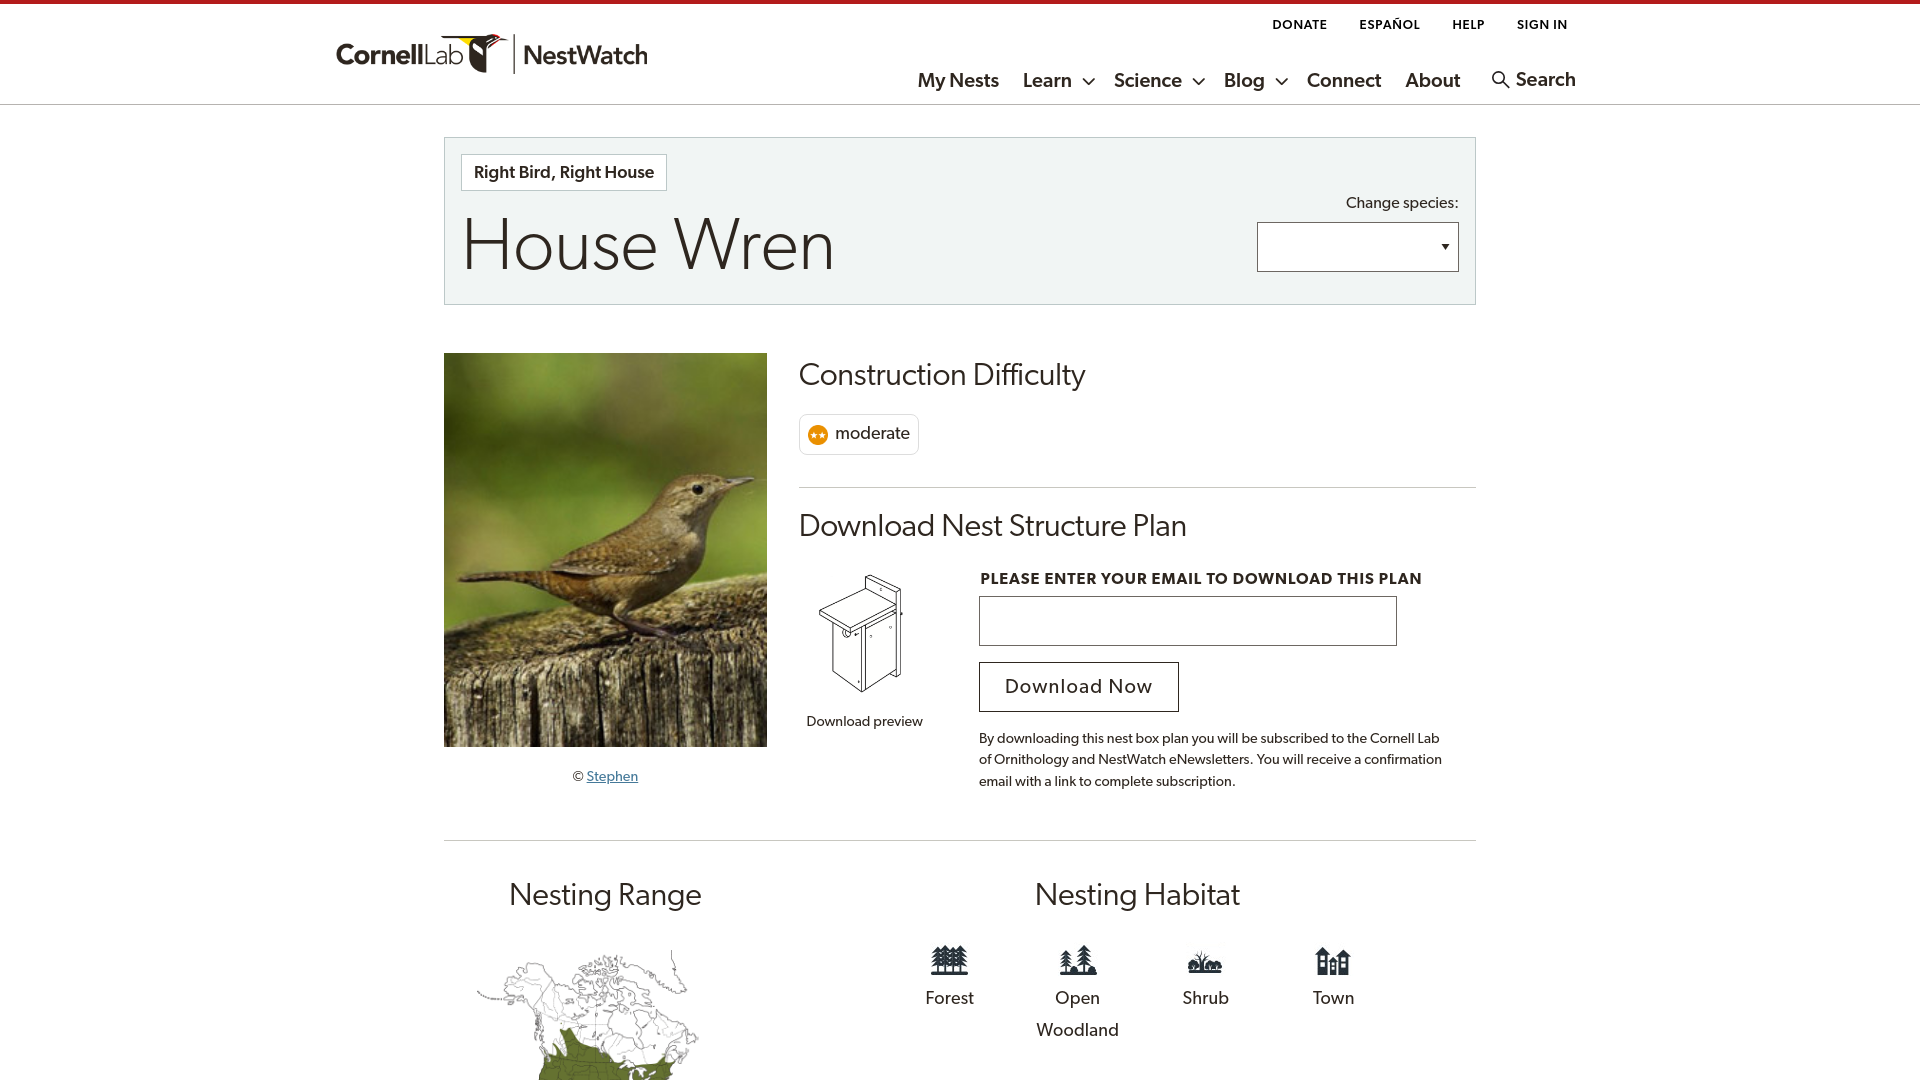 DONATE ESPAÑOL HELP SIGN IN
CornellLab NestWatch
My Nests Learn Science Blog Connect About Search
Right Bird, Right House
House Wren
Change species:
Construction Difficulty
moderate
Download Nest Structure Plan
PLEASE ENTER YOUR EMAIL TO DOWNLOAD THIS PLAN
Download Now
Download preview
By downloading this nest box plan you will be subscribed to the Cornell Lab
of Ornithology and NestWatch eNewsletters. You will receive a confirmation
email with a link to complete subscription.
© Stephen
Nesting Range
Nesting Habitat
Forest
Open
Woodland
Shrub
Town